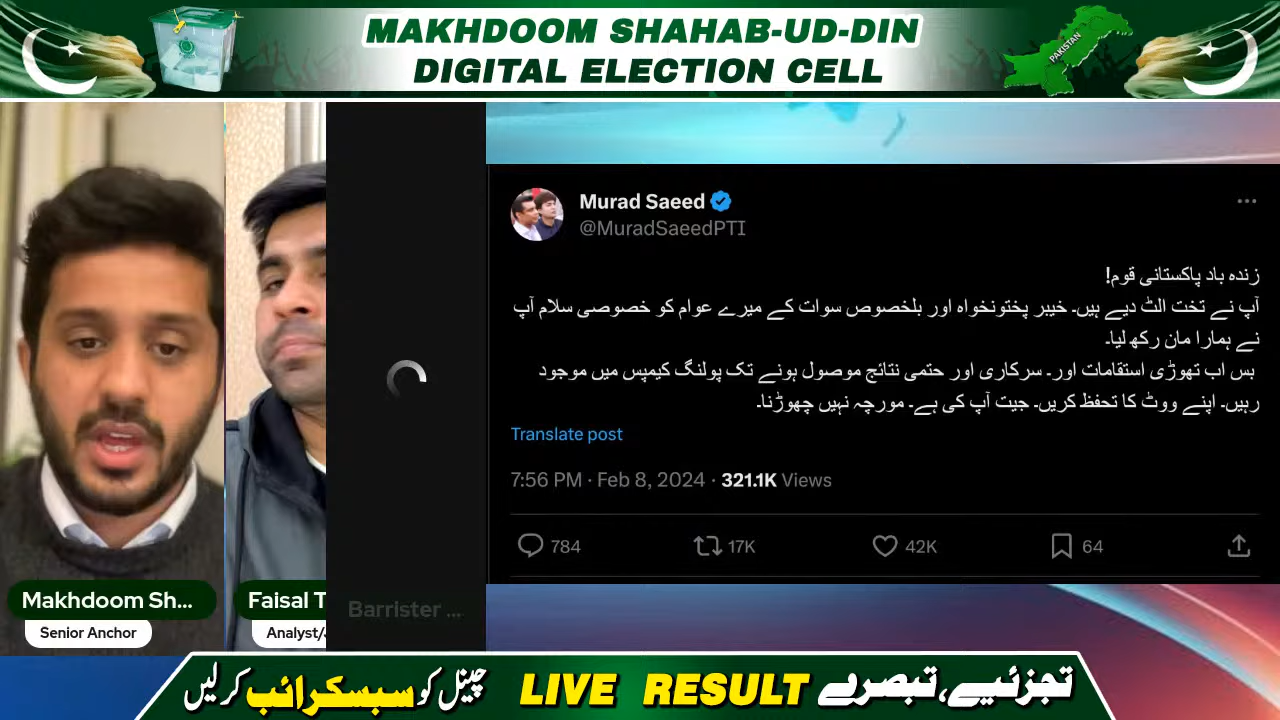 MAKHDOOM SHAHAB-UD-DIN
DIGITAL ELECTION CELL
PAKISTAN
Murad Saeed
@MuradSaeedPTI
زندہ باد پاکستانی قوم!
آپ نے تخت الٹ دیے ہیں۔ خیبر پختونخواہ اور بلخصوص سوات کے میرے عوام کو خصوصی سلام آپ
نے ہمارا مان رکھ لیا۔
بس اب تھوڑی استقامات اور۔ سرکاری اور حتمی نتائج موصول ہونے تک پولنگ کیمپس میں موجود
رہیں۔ اپنے ووٹ کا تحفظ کریں۔ جیت آپ کی ہے۔ مورچہ نہیں چھوڑنا۔
Translate post
7:56 PM · Feb 8, 2024 · 321.1K Views
784 17K 42K 64
Makhdoom Sh...
Senior Anchor
Faisal T
Analyst/
Barrister ...
تجزئیے، تبصرے LIVE RESULT چینل کو سبسکرائب کرلیں